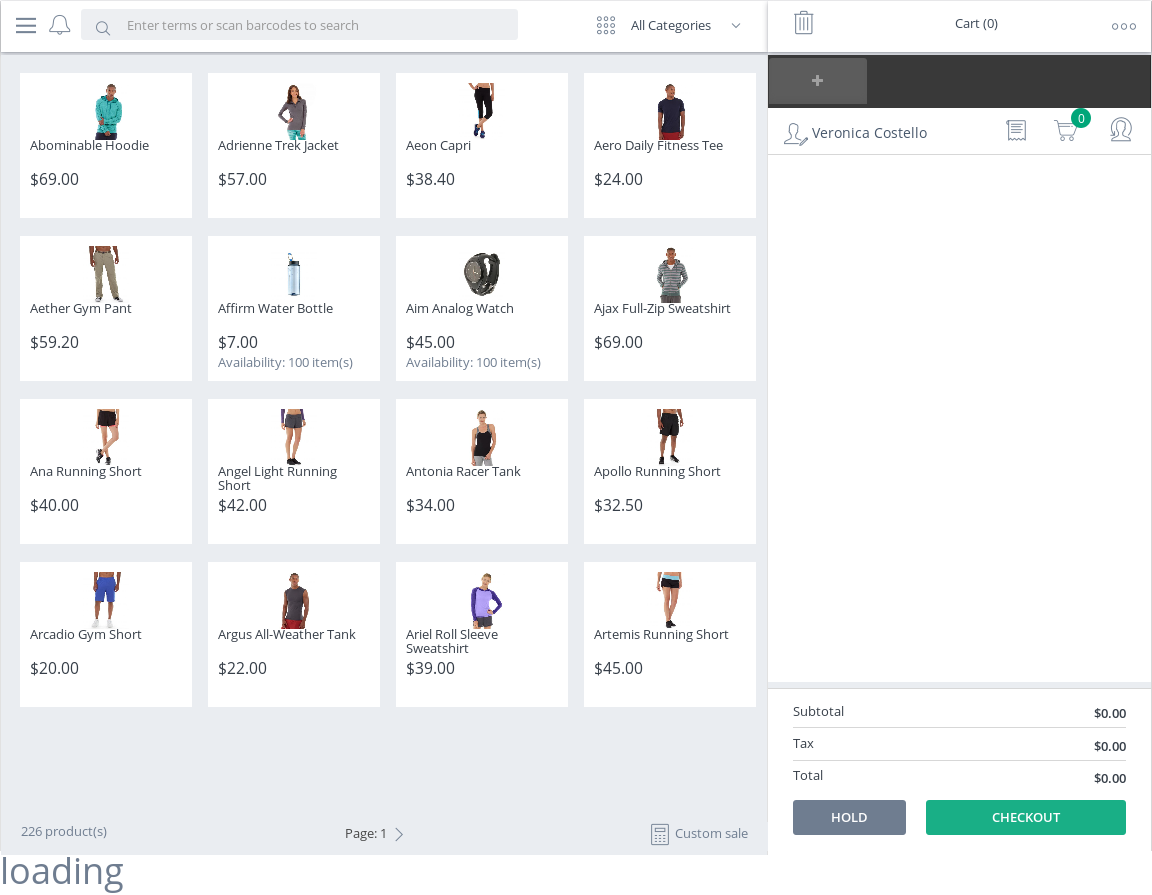 Enter terms or scan barcodes to search
All Categories
Cart (0)
Abominable Hoodie
$69.00
Adrienne Trek Jacket
$57.00
Aeon Capri
$38.40
Aero Daily Fitness Tee
$24.00
+
Veronica Costello
0
Aether Gym Pant
$59.20
Affirm Water Bottle
$7.00
Availability: 100 item(s)
Aim Analog Watch
$45.00
Availability: 100 item(s)
Ajax Full-Zip Sweatshirt
$69.00
Ana Running Short
$40.00
Angel Light Running
Short
$42.00
Antonia Racer Tank
$34.00
Apollo Running Short
$32.50
Arcadio Gym Short
$20.00
Argus All-Weather Tank
$22.00
Ariel Roll Sleeve
Sweatshirt
$39.00
Artemis Running Short
$45.00
Subtotal
$0.00
Tax
$0.00
Total
$0.00
HOLD
CHECKOUT
226 product(s)
Page: 1
Custom sale
loading